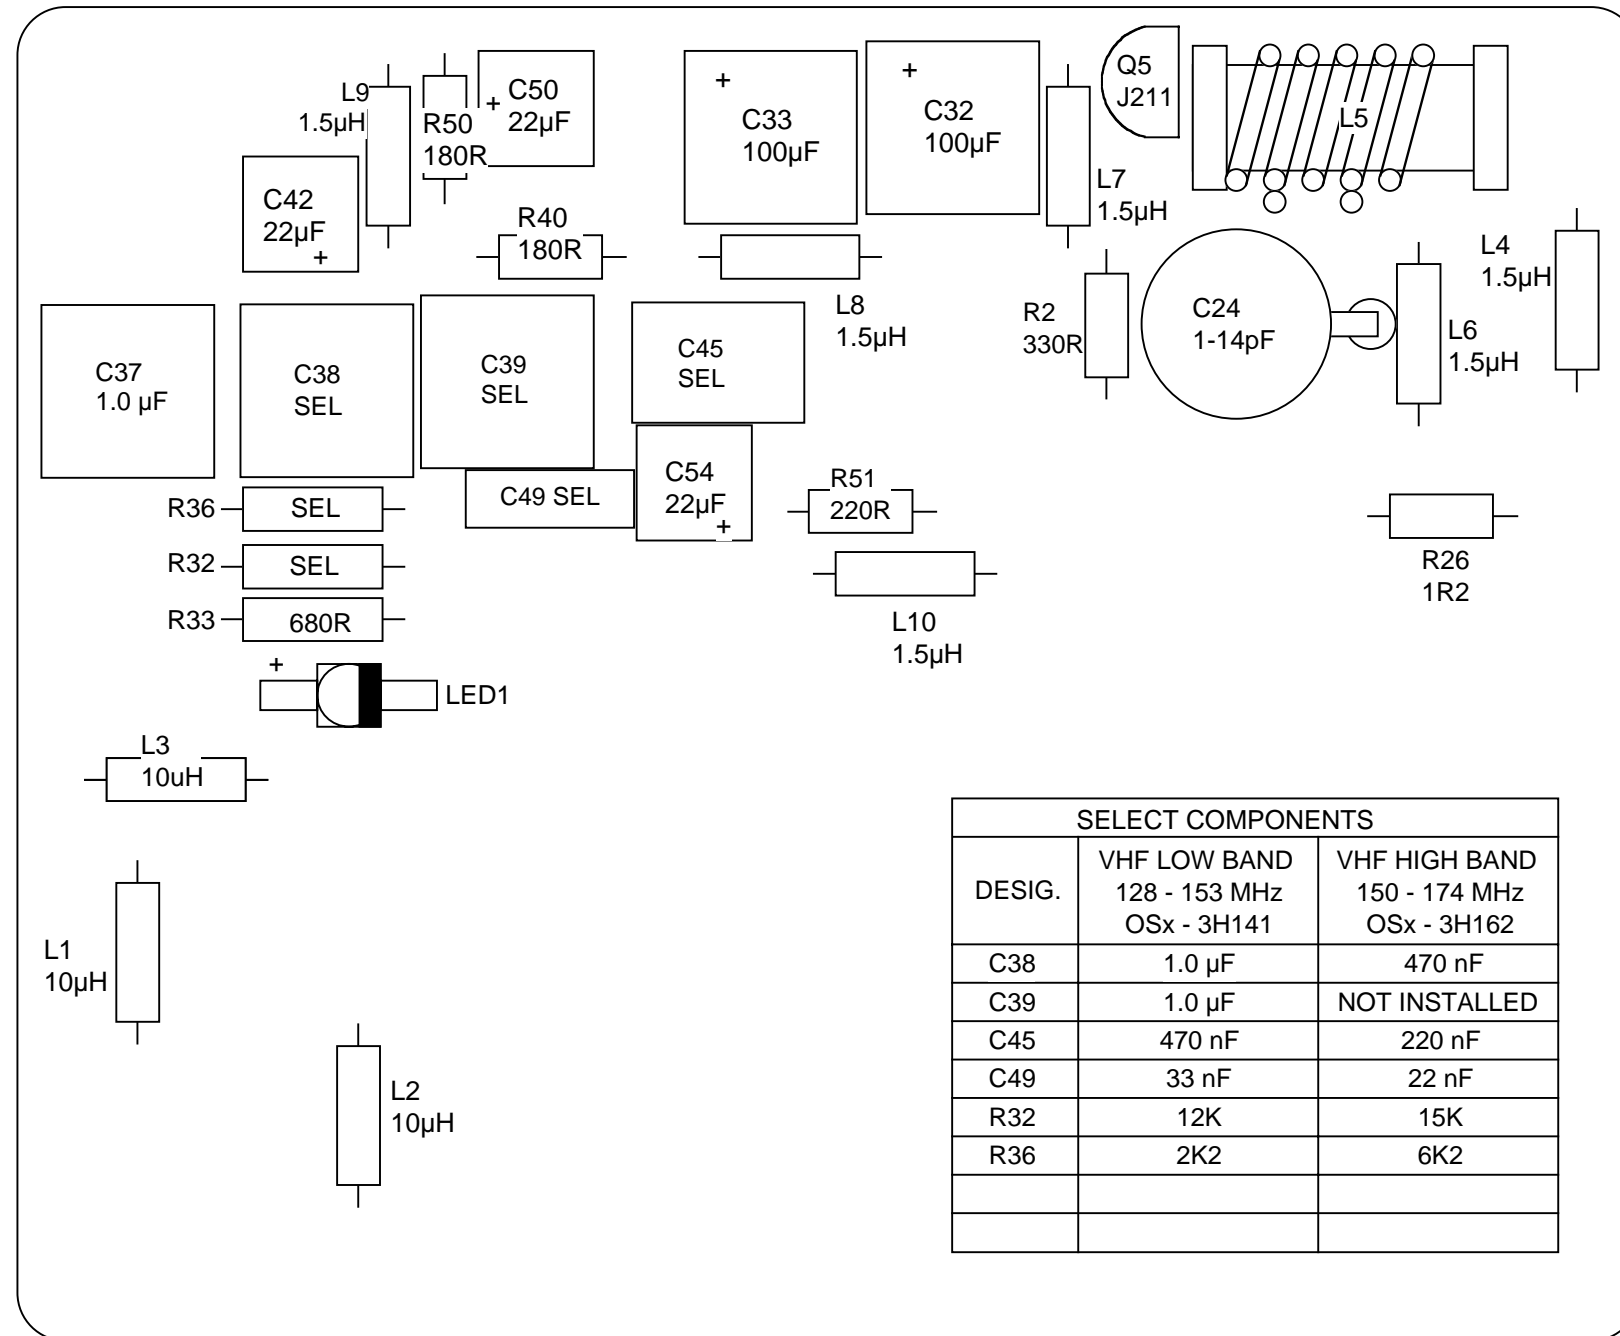 L9
1.5µH
R50
180R
+
C50
22µF
+
C33
100µF
+
C32
100µF
Q5
J211
L5
C42
22µF
+
R40
180R
L7
1.5µH
L4
1.5µH
L8
1.5µH
R2
330R
C24
1-14pF
L6
1.5µH
C37
1.0 µF
C38
SEL
C39
SEL
C45
SEL
C54
22µF
+
C49 SEL
R51
220R
R36
SEL
R32
SEL
R33
680R
L10
1.5µH
R26
1R2
+
LED1
L3
10uH
L1
10µH
L2
10µH
SELECT COMPONENTS
DESIG.
VHF LOW BAND
128 - 153 MHz
OSx - 3H141
VHF HIGH BAND
150 - 174 MHz
OSx - 3H162
C38 1.0 µF 470 nF
C39 1.0 µF NOT INSTALLED
C45 470 nF 220 nF
C49 33 nF 22 nF
R32 12K 15K
R36 2K2 6K2